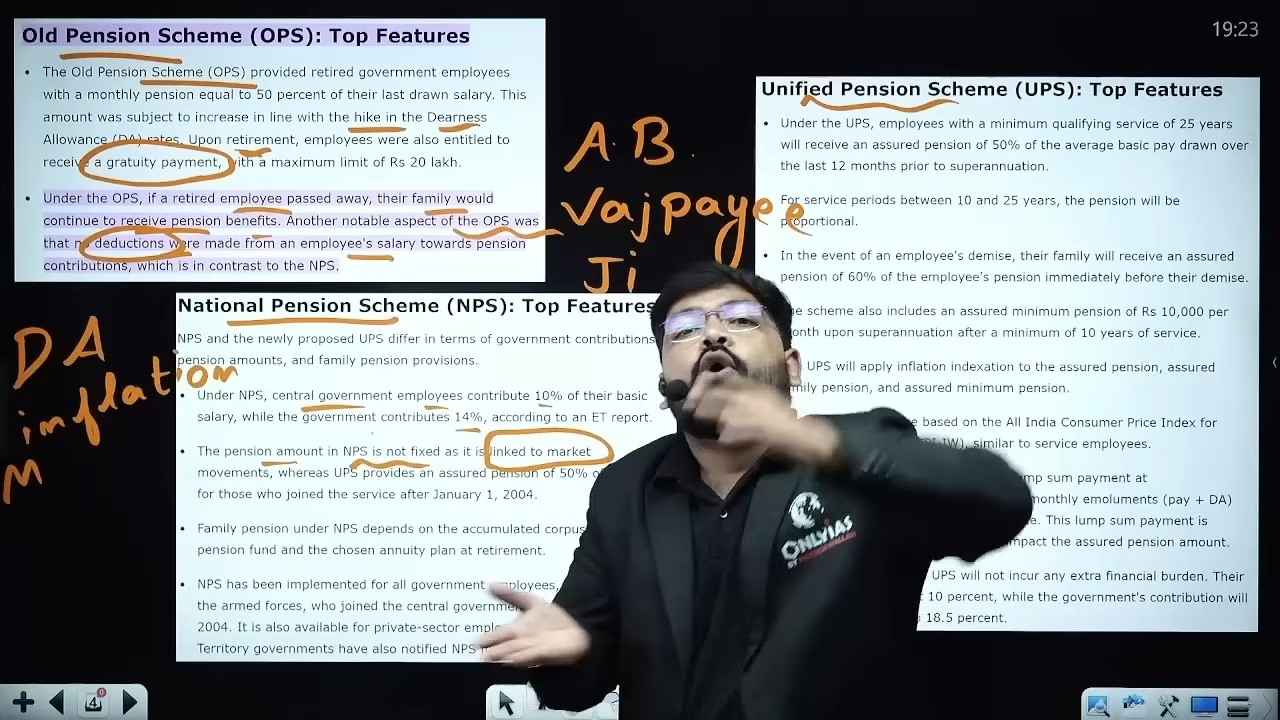 19:23
Old Pension Scheme (OPS): Top Features
• The Old Pension Scheme (OPS) provided retired government employees
with a monthly pension equal to 50 percent of their last drawn salary. This
amount was subject to increase in line with the hike in the Dearness
Allowance (DA) rates. Upon retirement, employees were also entitled to
receive a gratuity payment, with a maximum limit of Rs 20 lakh.
• Under the OPS, if a retired employee passed away, their family would
continue to receive pension benefits. Another notable aspect of the OPS was
that deductions were made from an employee's salary towards pension
contributions, which is in contrast to the NPS.
A.B.
Vajpayee
Ji
DA
inflation
M
National Pension Scheme (NPS): Top Features
NPS and the newly proposed UPS differ in terms of government contributions
pension amounts, and family pension provisions.
• Under NPS, central government employees contribute 10% of their basic
salary, while the government contributes 14%, according to an ET report.
• The pension amount in NPS is not fixed as it is linked to market
movements, whereas UPS provides an assured pension of 50%
for those who joined the service after January 1, 2004.
• Family pension under NPS depends on the accumulated corpus
pension fund and the chosen annuity plan at retirement.
• NPS has been implemented for all government employees,
the armed forces, who joined the central
2004. It is also available for private-sector
Territory governments have also notified NPS
Unified Pension Scheme (UPS): Top Features
• Under the UPS, employees with a minimum qualifying service of 25 years
will receive an assured pension of 50% of the average basic pay drawn over
the last 12 months prior to superannuation.
For service periods between 10 and 25 years, the pension will be
proportional.
• In the event of an employee's demise, their family will receive an assured
pension of 60% of the employee's pension immediately before their demise.
scheme also includes an assured minimum pension of Rs 10,000 per
month upon superannuation after a minimum of 10 years of service.
UPS will apply inflation indexation to the assured pension, assured
family pension, and assured minimum pension.
based on the All India Consumer Price Index for
similar to service employees.
sum payment at
monthly emoluments (pay + DA)
This lump sum payment is
impact the assured pension amount.
UPS will not incur any extra financial burden. Their
10 percent, while the government's contribution will
18.5 percent.
ONLYIAS
BY PHYSICS WALLAH
4
0